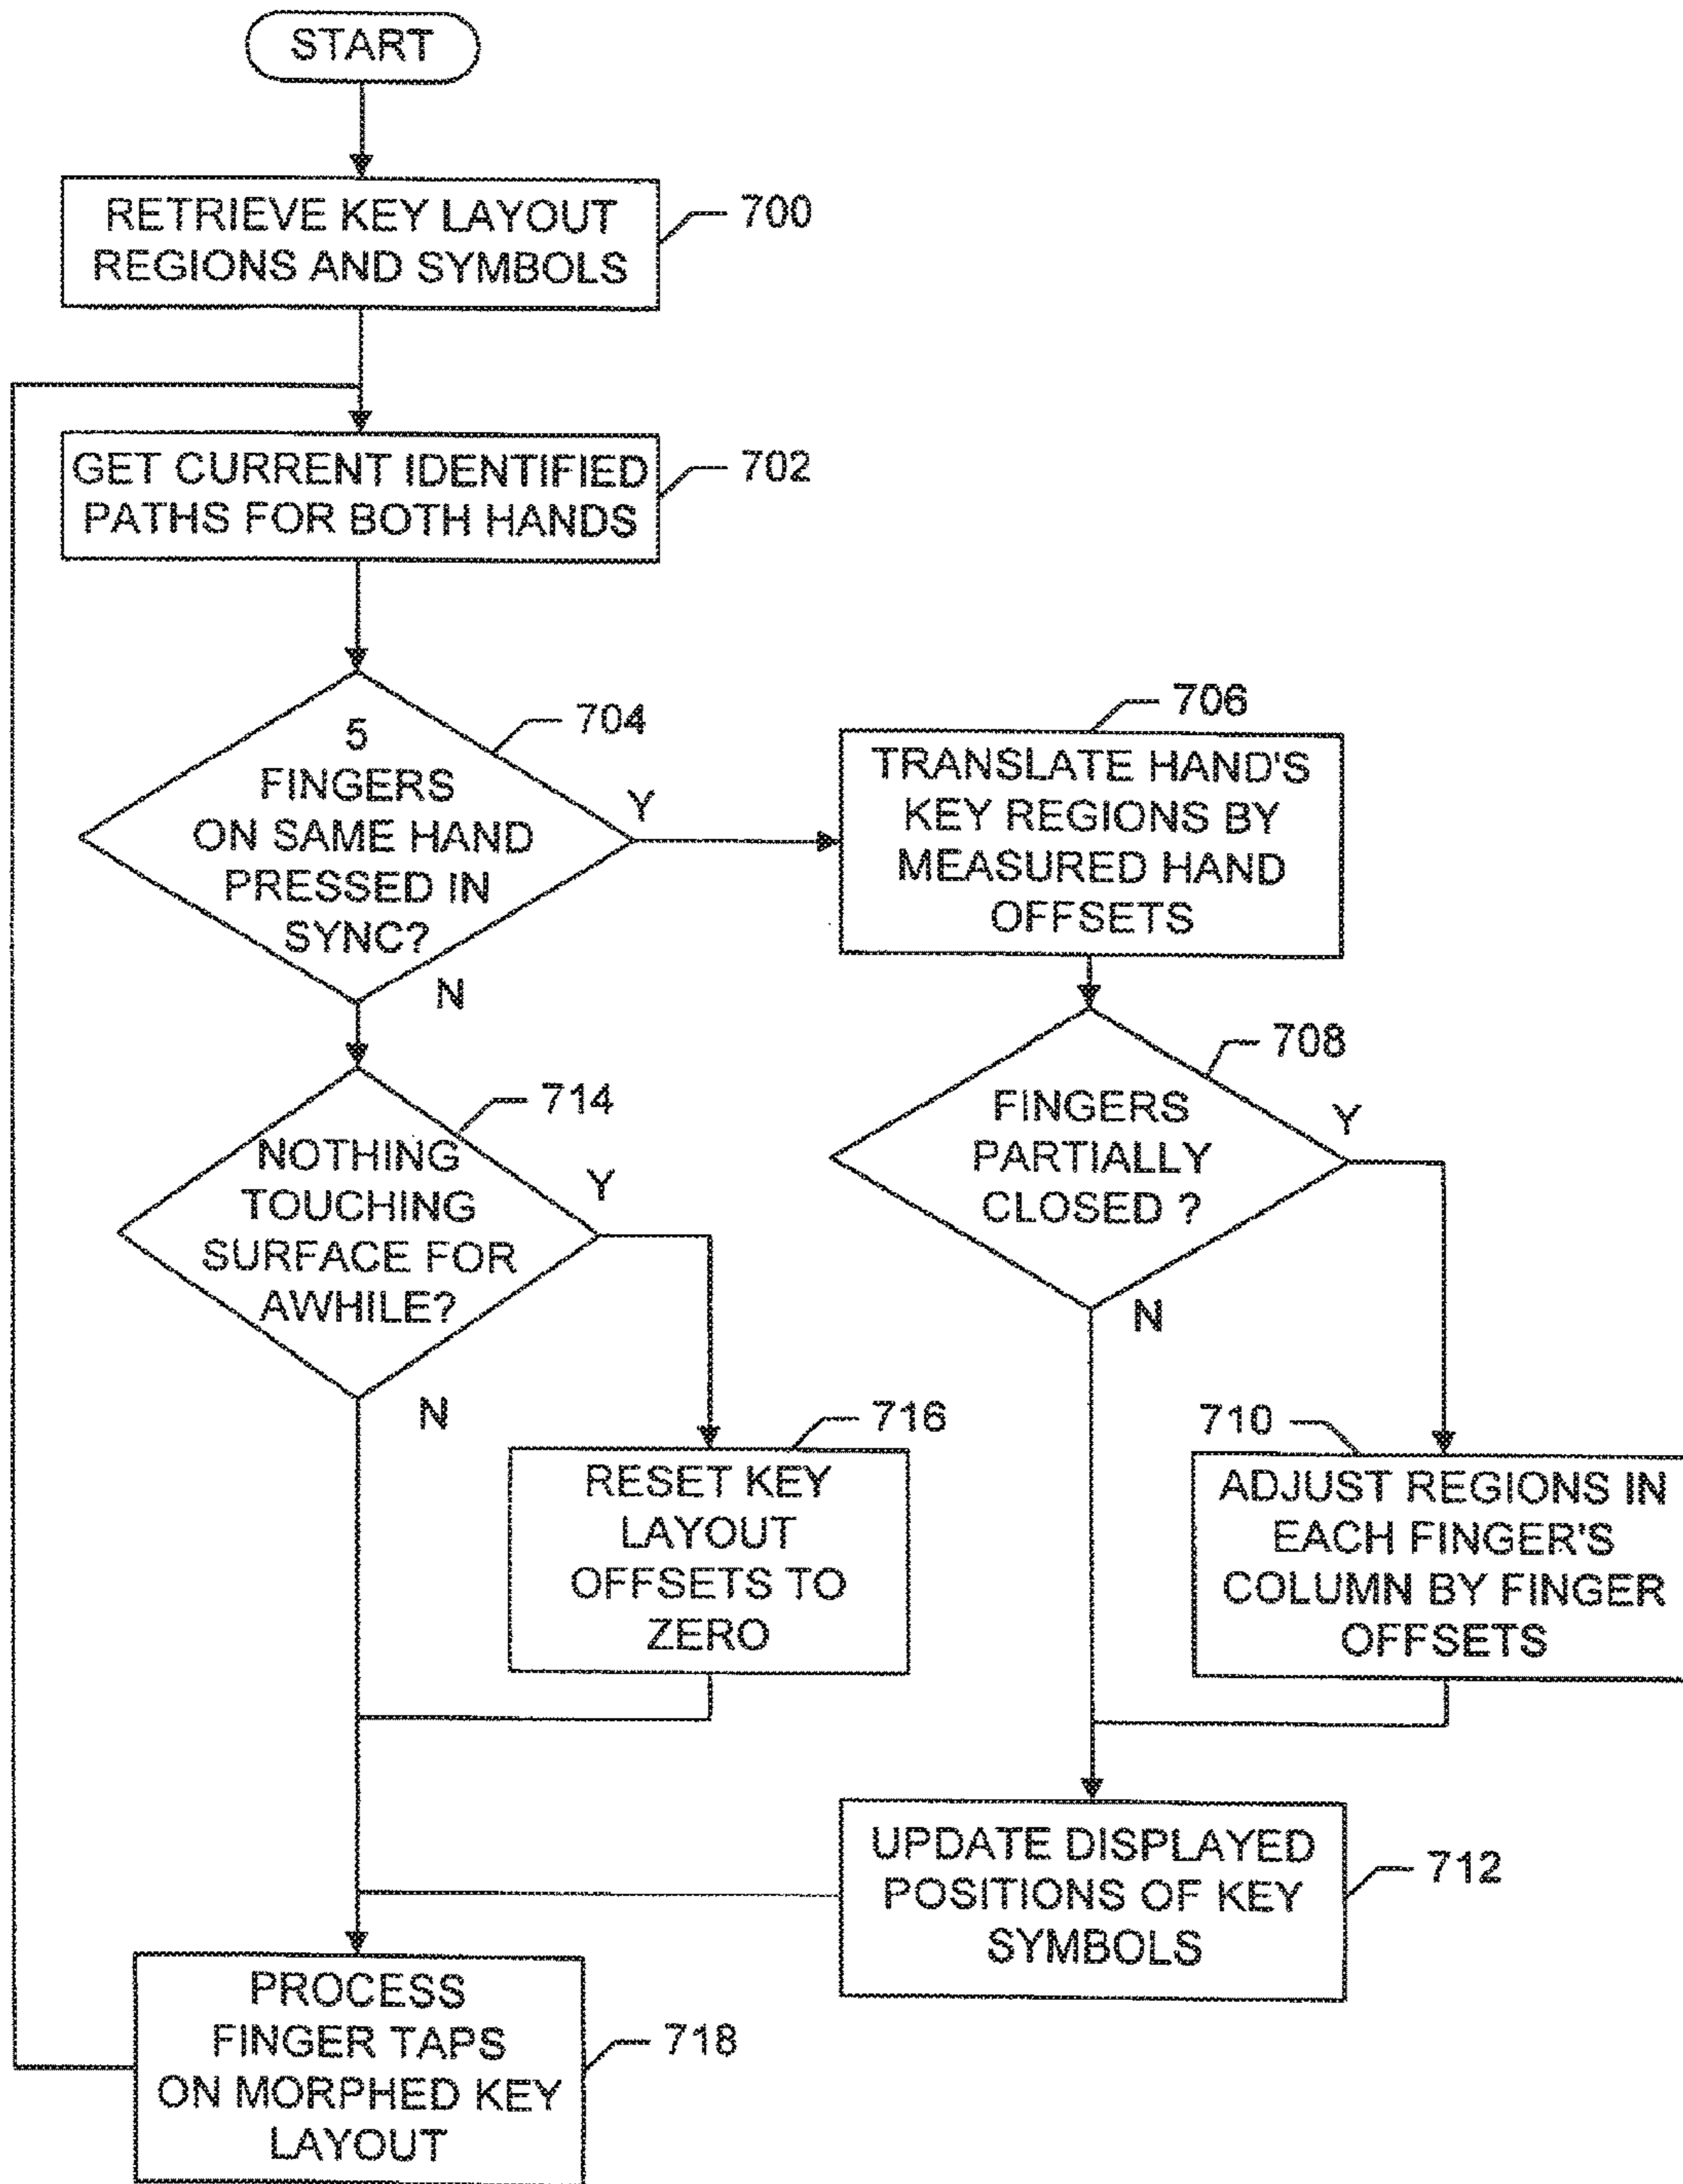 START
RETRIEVE KEY LAYOUT
REGIONS AND SYMBOLS
700
GET CURRENT IDENTIFIED
PATHS FOR BOTH HANDS
702
5
FINGERS
ON SAME HAND
PRESSED IN
SYNC?
704
Y
N
TRANSLATE HAND'S
KEY REGIONS BY
MEASURED HAND
OFFSETS
706
FINGERS
PARTIALLY
CLOSED ?
708
Y
N
NOTHING
TOUCHING
SURFACE FOR
AWHILE?
714
Y
N
RESET KEY
LAYOUT
OFFSETS TO
ZERO
716
ADJUST REGIONS IN
EACH FINGER'S
COLUMN BY FINGER
OFFSETS
710
UPDATE DISPLAYED
POSITIONS OF KEY
SYMBOLS
712
PROCESS
FINGER TAPS
ON MORPHED KEY
LAYOUT
718